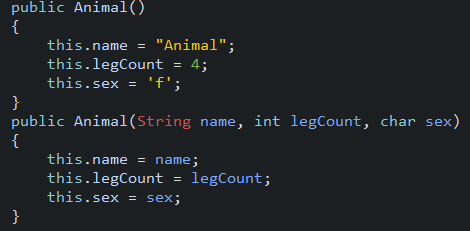 public Animal()
{
    this.name = "Animal";
    this.legCount = 4;
    this.sex = 'f';
}
public Animal(String name, int legCount, char sex)
{
    this.name = name;
    this.legCount = legCount;
    this.sex = sex;
}